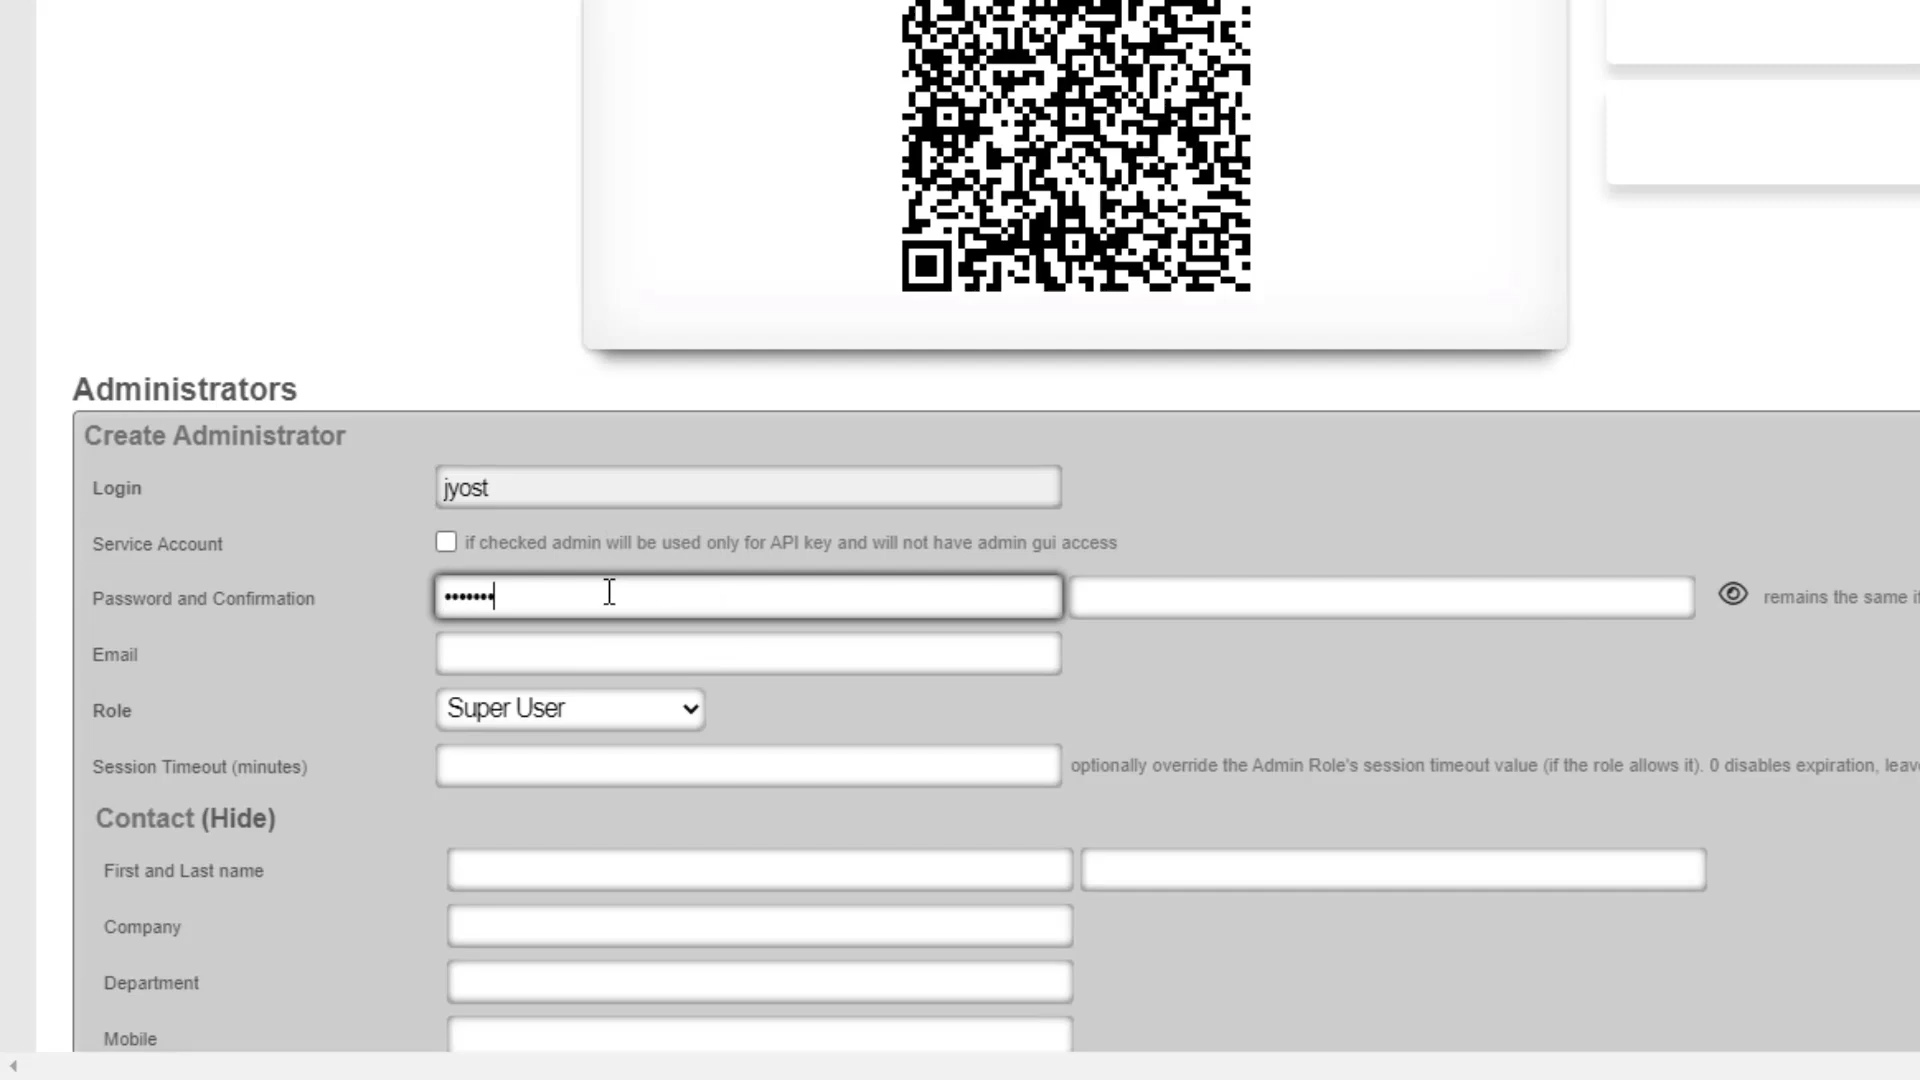 Administrators
Create Administrator
Login jyost
Service Account if checked admin will be used only for API key and will not have admin gui access
Password and Confirmation ••••••• remains the same
Email
Role Super User
Session Timeout (minutes) optionally override the Admin Role's session timeout value (if the role allows it). 0 disables expiration,
Contact (Hide)
First and Last name
Company
Department
Mobile